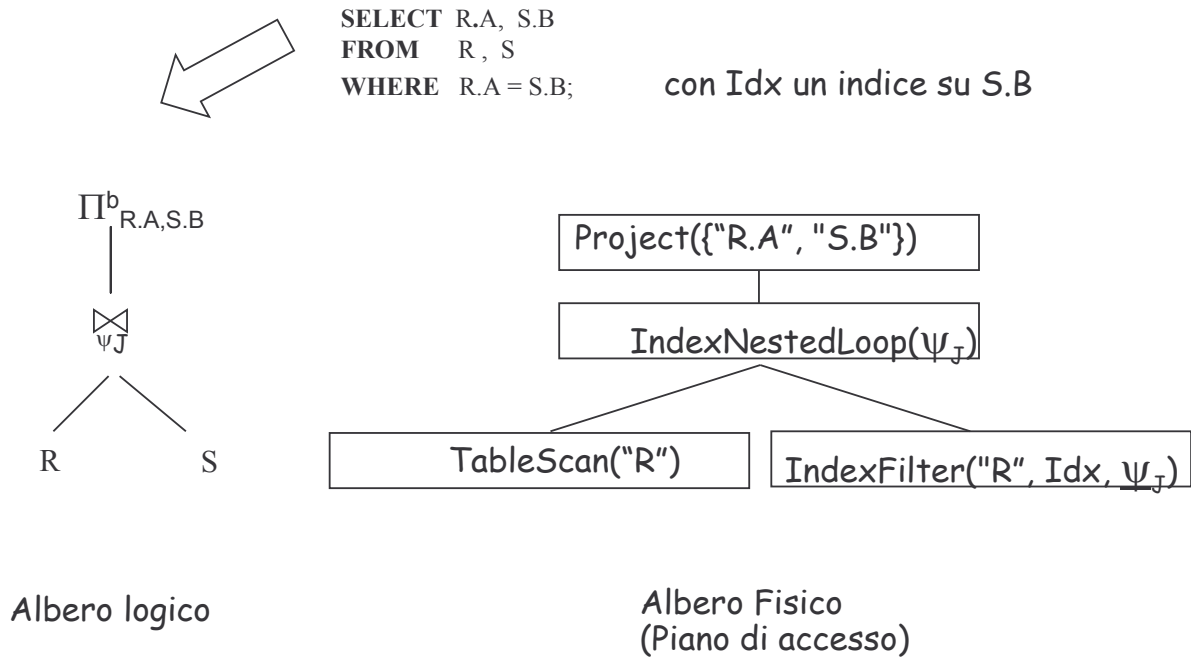 SELECT R.A, S.B
FROM R , S
WHERE R.A = S.B;
con Idx un indice su S.B
Πᵇ R.A,S.B
⋈
ψJ
R
S
Project({“R.A”, "S.B"})
IndexNestedLoop(ψJ)
TableScan(“R”)
IndexFilter("R”, Idx, ψJ)
Albero logico
Albero Fisico
(Piano di accesso)